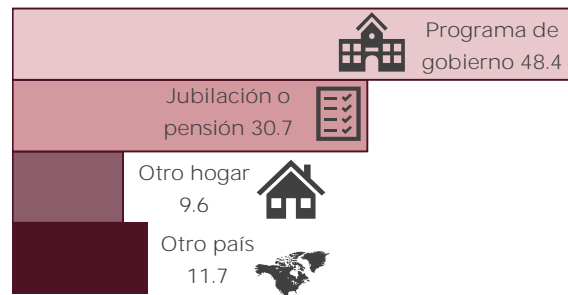 Programa de
gobierno 48.4
Jubilación o
pensión 30.7
Otro hogar
9.6
Otro país
11.7